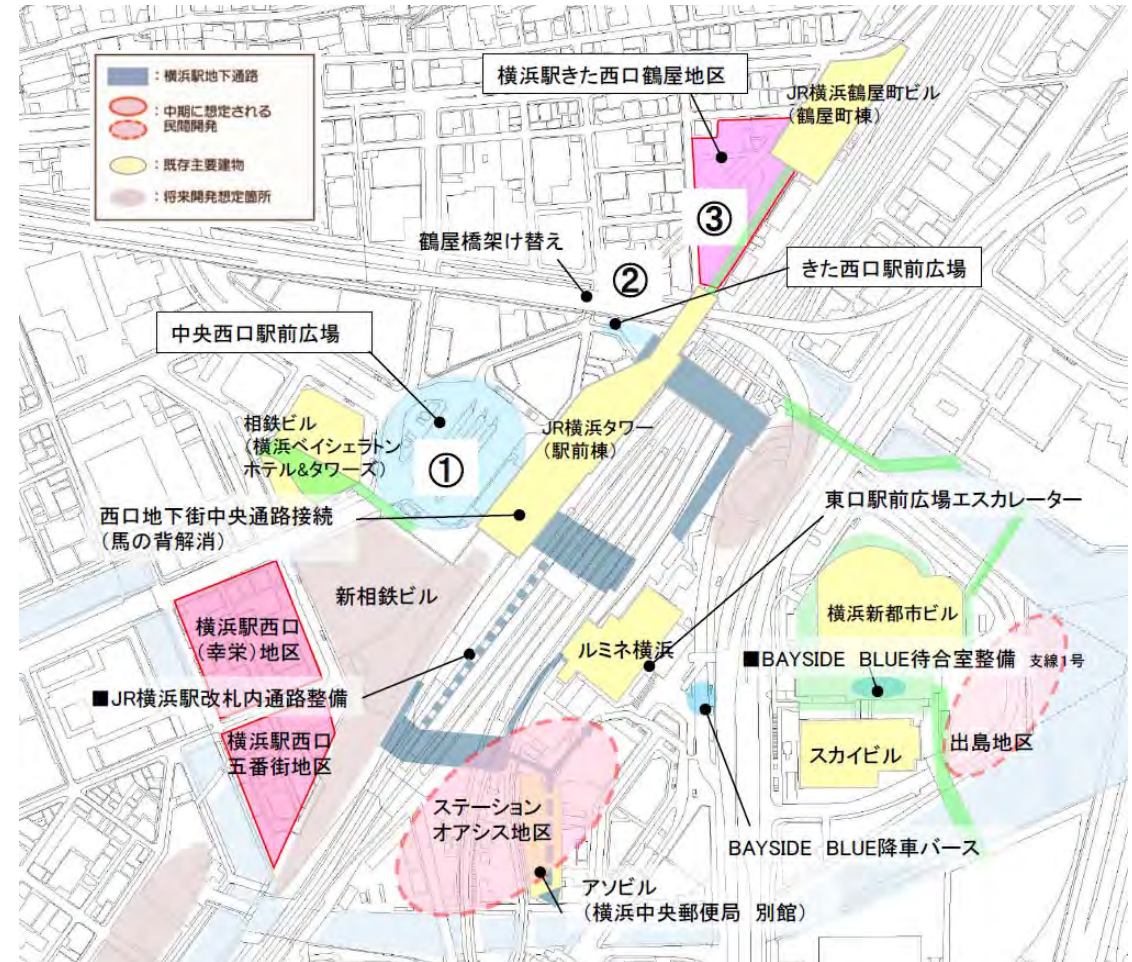 ：横浜駅地下通路
：中期に想定される
民間開発
：既存主要建物
：将来開発想定箇所
横浜駅きた西口鶴屋地区
JR横浜鶴屋町ビル
（鶴屋町棟）
③
鶴屋橋架け替え
②
きた西口駅前広場
中央西口駅前広場
相鉄ビル
（横浜ベイシェラトン
ホテル&タワーズ）
①
JR横浜タワー
（駅前棟）
西口地下街中央通路接続
（馬の背解消）
東口駅前広場エスカレーター
新相鉄ビル
横浜駅西口
（幸栄）地区
ルミネ横浜
横浜新都市ビル
■BAYSIDE BLUE待合室整備 支線1号
■JR横浜駅改札内通路整備
横浜駅西口
五番街地区
スカイビル
出島地区
ステーション
オアシス地区
BAYSIDE BLUE降車バース
アソビル
（横浜中央郵便局 別館）